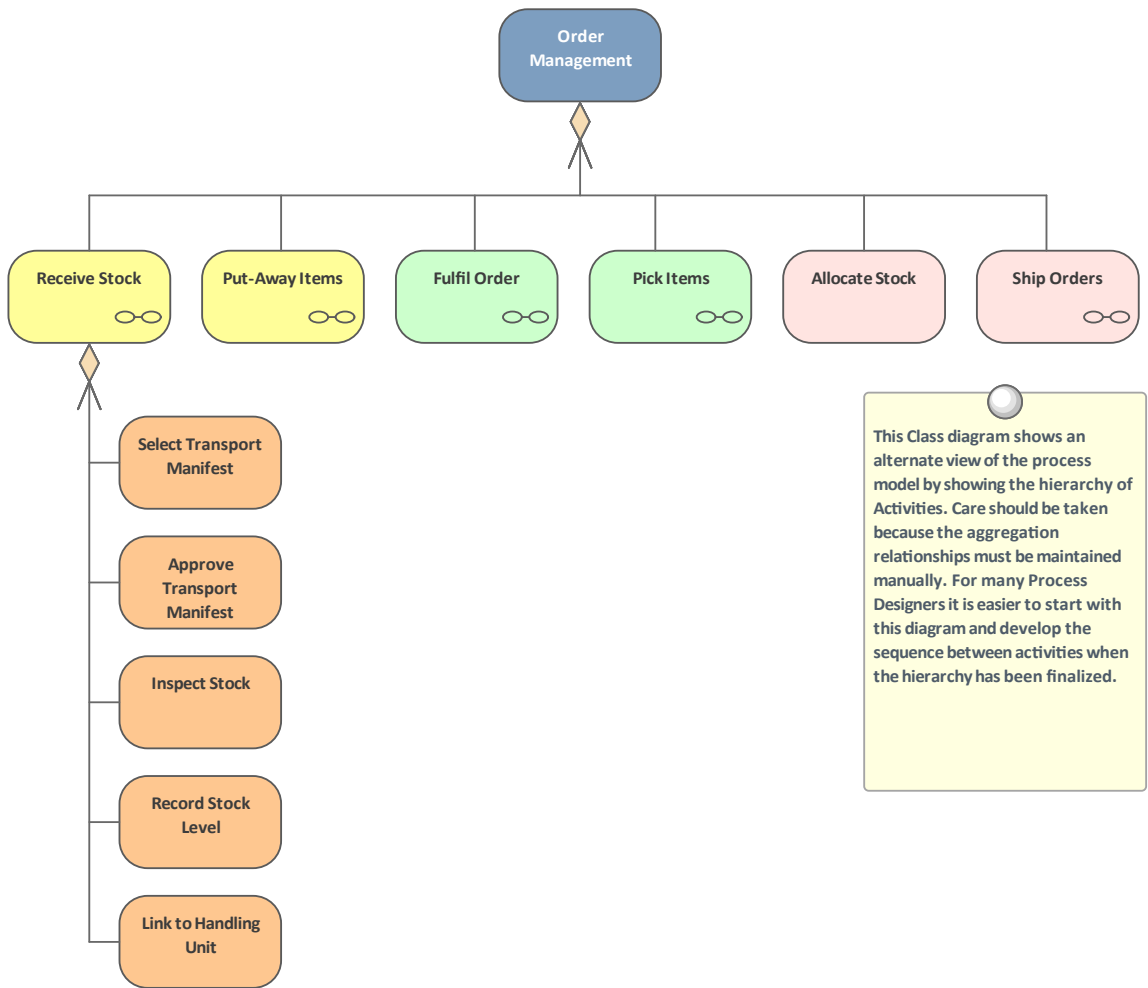 Order
Management
Receive Stock
Put-Away Items
Fulfil Order
Pick Items
Allocate Stock
Ship Orders
Select Transport
Manifest
Approve
Transport
Manifest
Inspect Stock
Record Stock
Level
Link to Handling
Unit
This Class diagram shows an
alternate view of the process
model by showing the hierarchy of
Activities. Care should be taken
because the aggregation
relationships must be maintained
manually. For many Process
Designers it is easier to start with
this diagram and develop the
sequence between activities when
the hierarchy has been finalized.